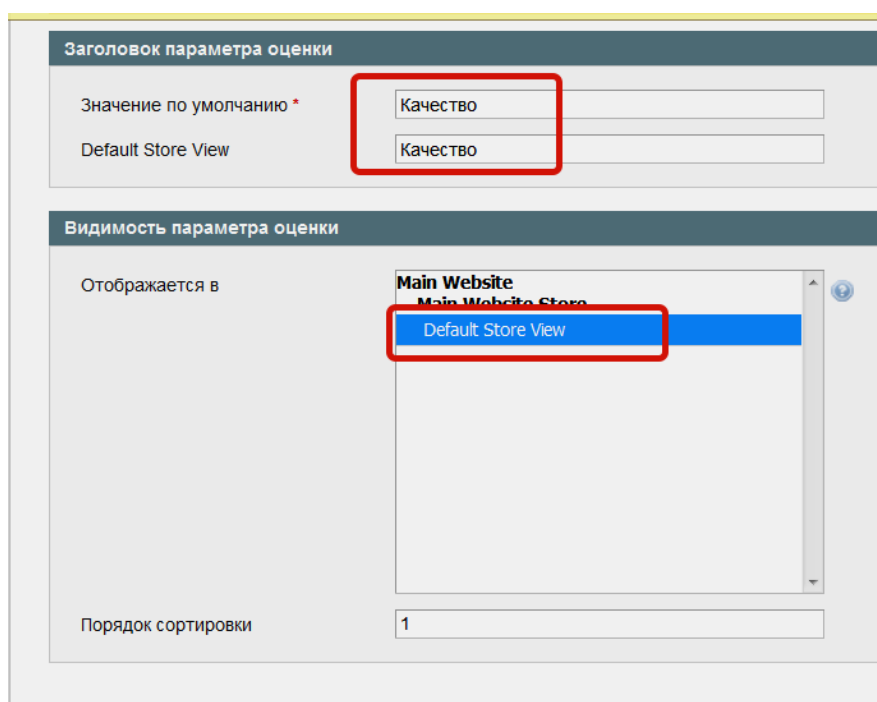 Заголовок параметра оценки
Значение по умолчанию * Качество
Default Store View Качество
Видимость параметра оценки
Отображается в Main Website
Main Website Store
Default Store View
Порядок сортировки 1